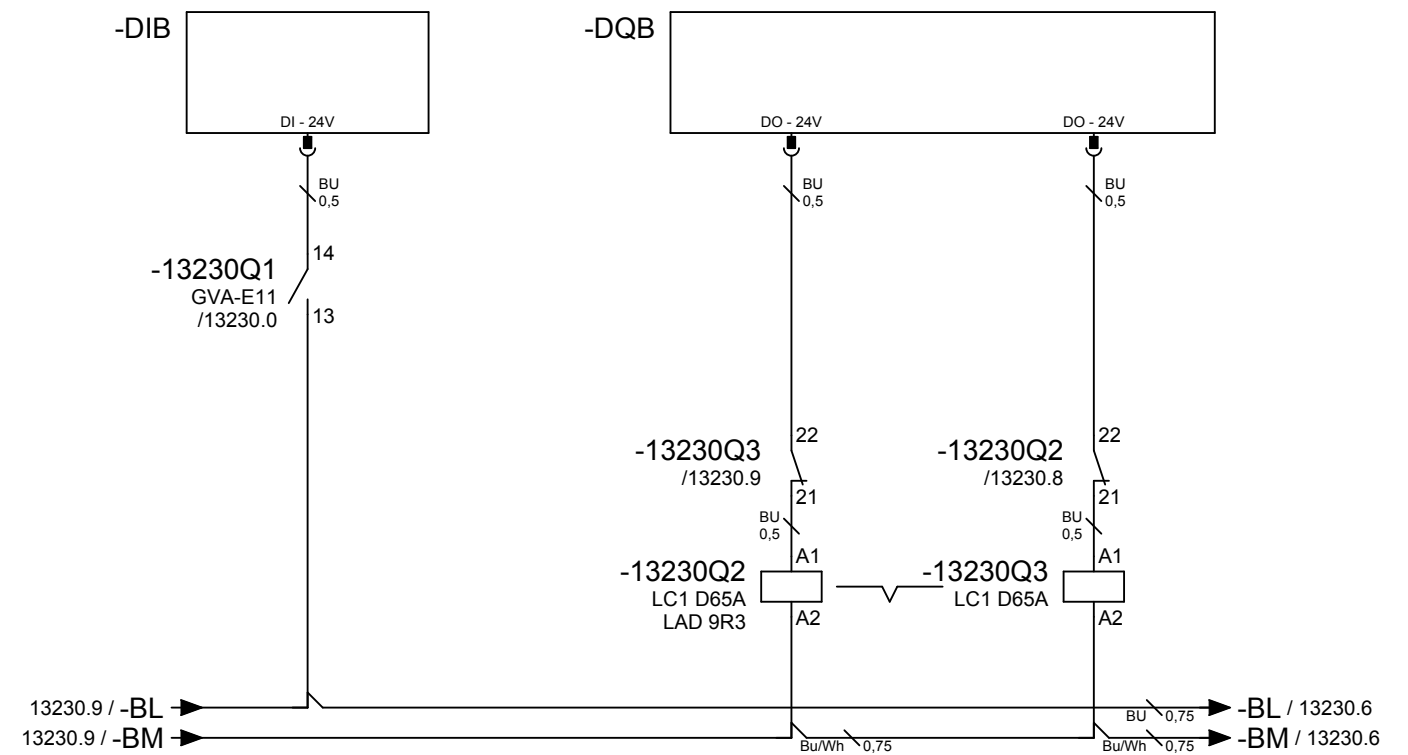 -DIB
-DQB
DI - 24V
DO - 24V
DO - 24V
BU
0,5
BU
0,5
BU
0,5
14
-13230Q1
GVA-E11
/13230.0
13
22
-13230Q3
/13230.9
21
22
-13230Q2
/13230.8
21
BU
0,5
BU
0,5
A1
-13230Q2
LC1 D65A
LAD 9R3
A2
A1
-13230Q3
LC1 D65A
A2
13230.9 / -BL
BU 0,75
-BL / 13230.6
13230.9 / -BM
Bu/Wh 0,75
Bu/Wh 0,75
-BM / 13230.6